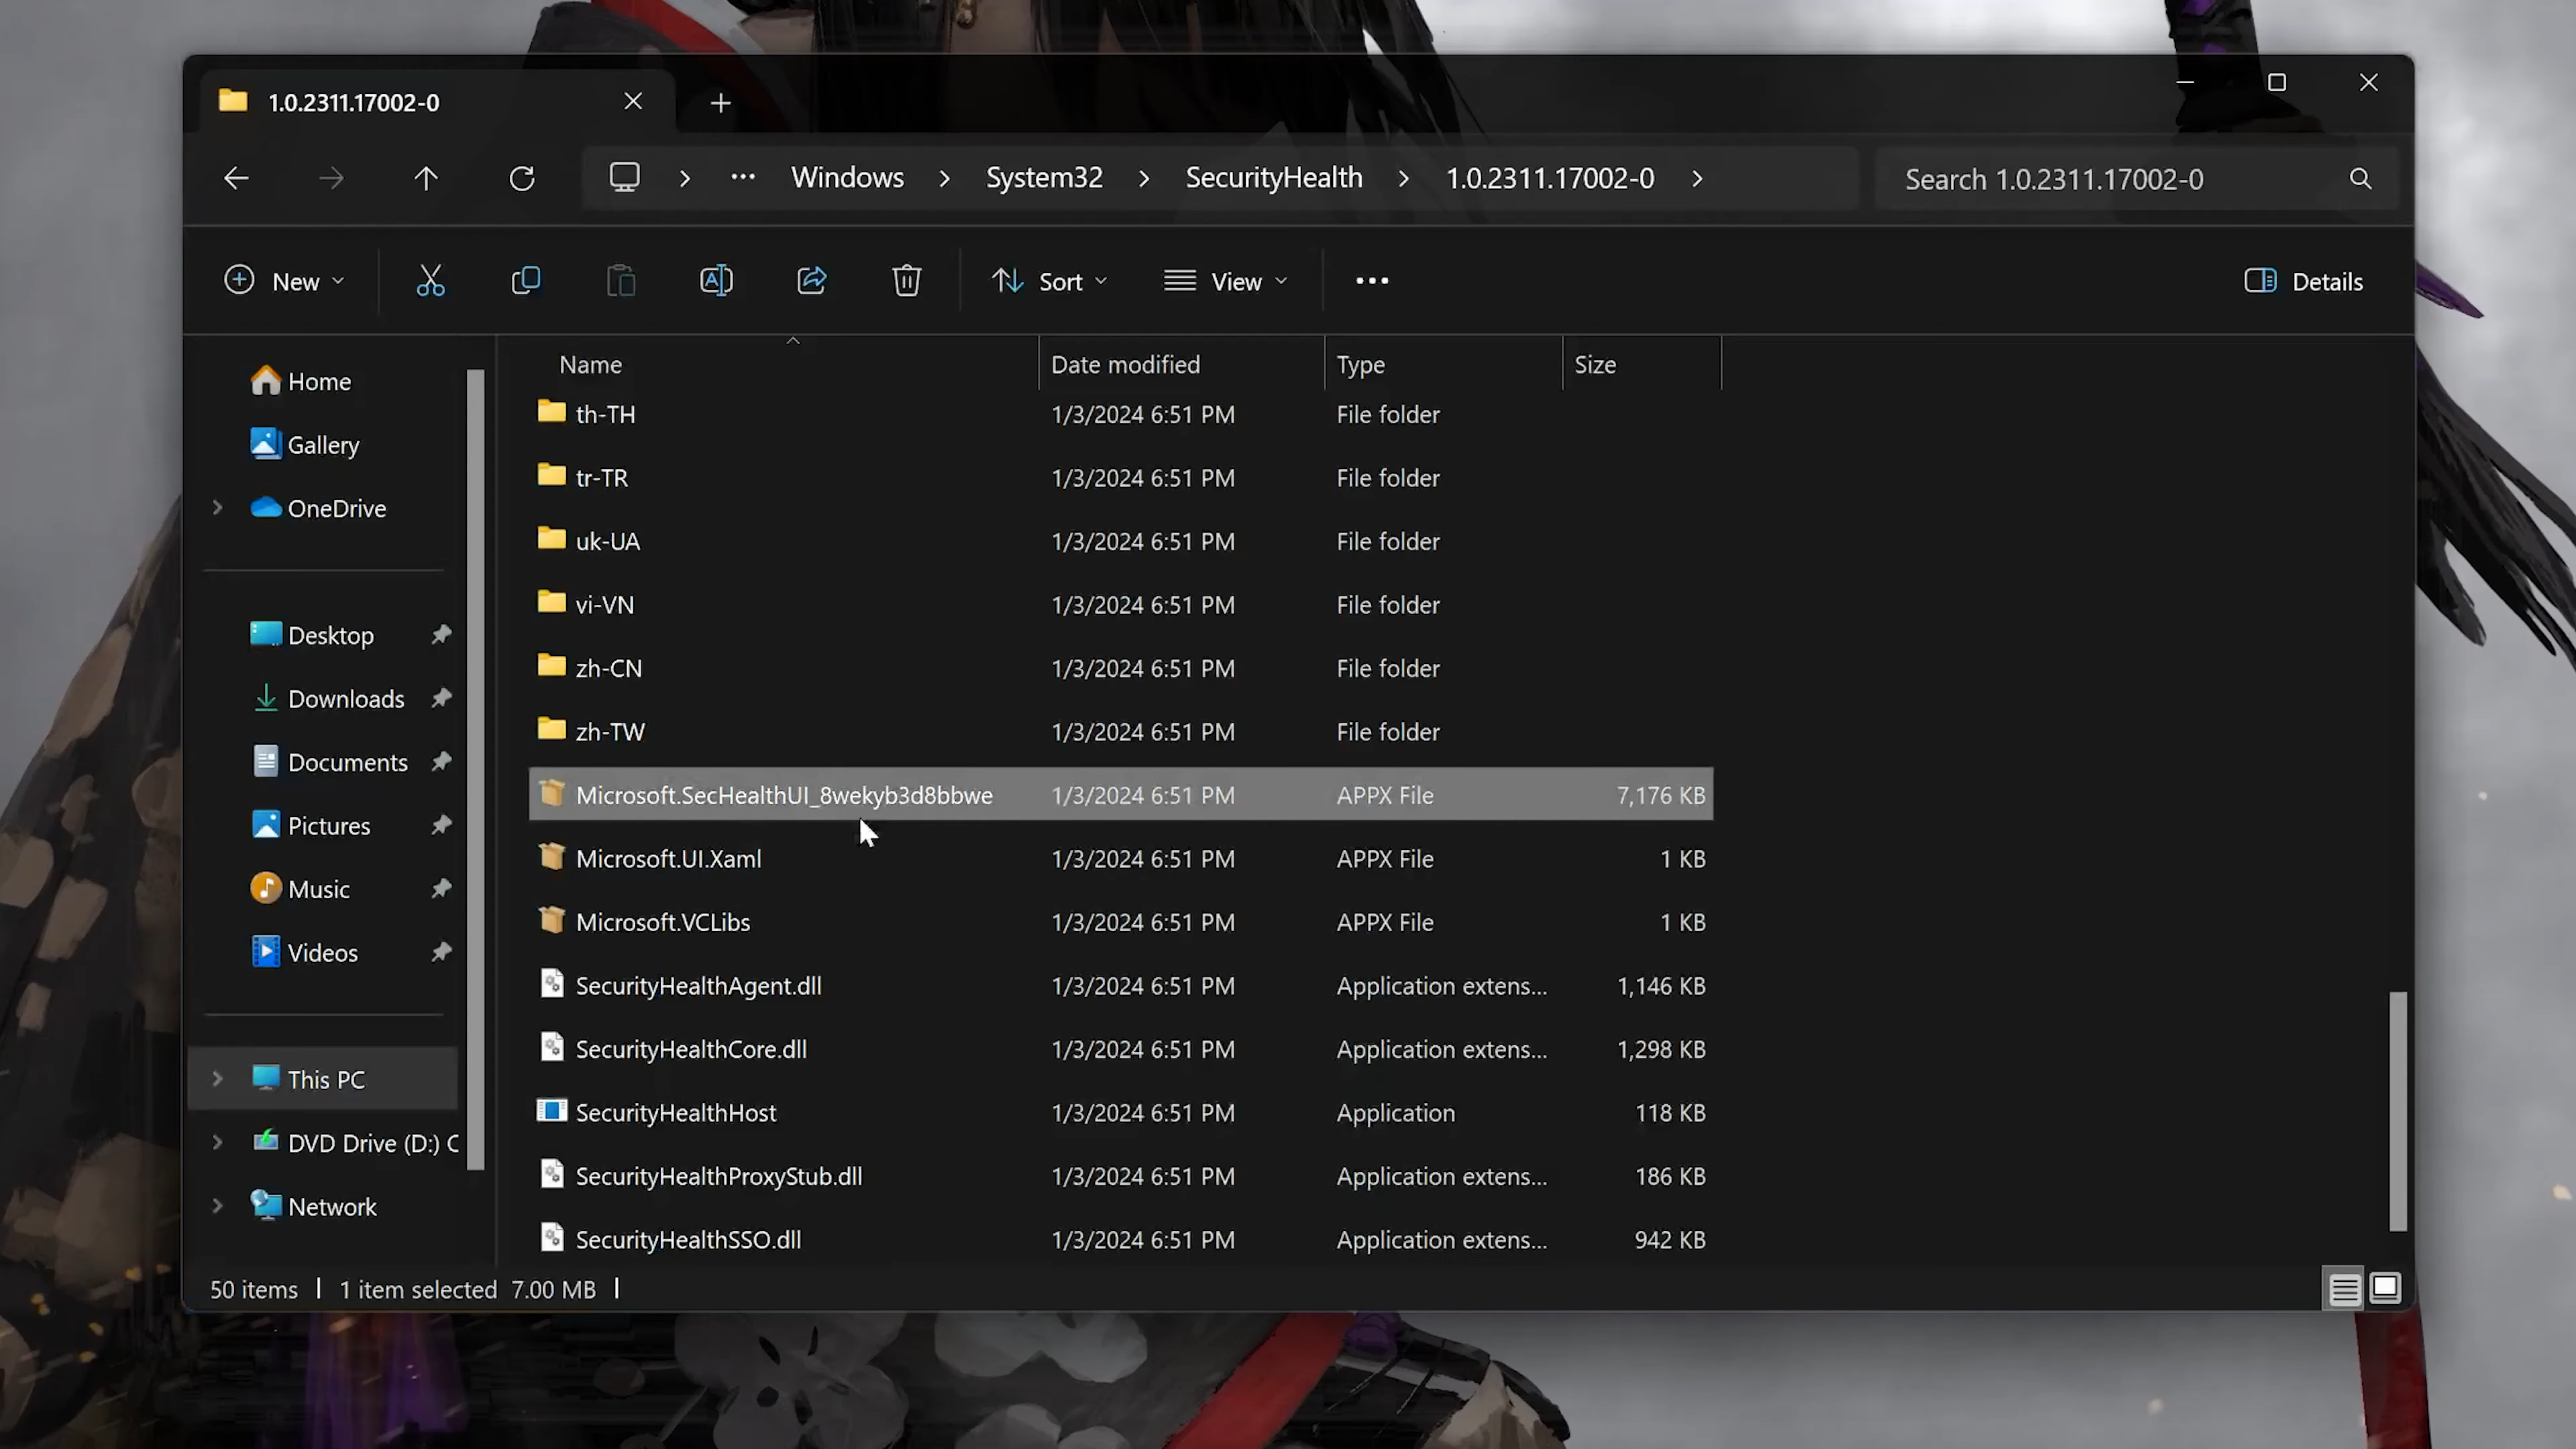 1.0.2311.17002-0
Windows System32 SecurityHealth 1.0.2311.17002-0
Search 1.0.2311.17002-0
New Sort View Details
Name Date modified Type Size
Home
Gallery
OneDrive
Desktop
Downloads
Documents
Pictures
Music
Videos
This PC
DVD Drive (D:) C
Network
th-TH 1/3/2024 6:51 PM File folder
tr-TR 1/3/2024 6:51 PM File folder
uk-UA 1/3/2024 6:51 PM File folder
vi-VN 1/3/2024 6:51 PM File folder
zh-CN 1/3/2024 6:51 PM File folder
zh-TW 1/3/2024 6:51 PM File folder
Microsoft.SecHealthUI_8wekyb3d8bbwe 1/3/2024 6:51 PM APPX File 7,176 KB
Microsoft.UI.Xaml 1/3/2024 6:51 PM APPX File 1 KB
Microsoft.VCLibs 1/3/2024 6:51 PM APPX File 1 KB
SecurityHealthAgent.dll 1/3/2024 6:51 PM Application extens... 1,146 KB
SecurityHealthCore.dll 1/3/2024 6:51 PM Application extens... 1,298 KB
SecurityHealthHost 1/3/2024 6:51 PM Application 118 KB
SecurityHealthProxyStub.dll 1/3/2024 6:51 PM Application extens... 186 KB
SecurityHealthSSO.dll 1/3/2024 6:51 PM Application extens... 942 KB
50 items | 1 item selected 7.00 MB |